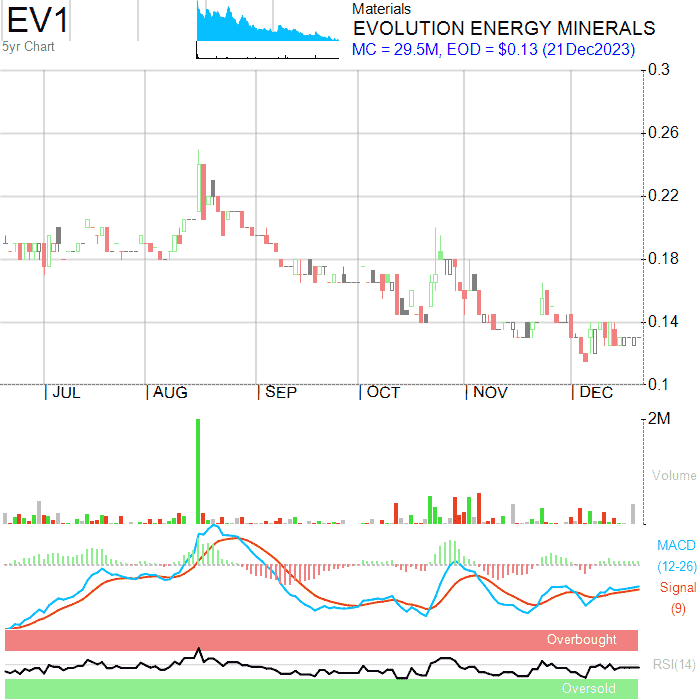 EV1
5yr Chart
Materials
EVOLUTION ENERGY MINERALS
MC = 29.5M, EOD = $0.13 (21Dec2023)
0.3
0.26
0.22
0.18
0.14
0.1
JUL AUG SEP OCT NOV DEC
2M
Volume
MACD
(12-26)
Signal
(9)
Overbought
RSI(14)
Oversold